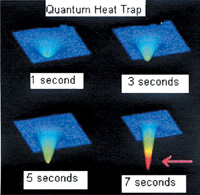 Quantum Heat Trap
1 second
3 seconds
5 seconds
7 seconds